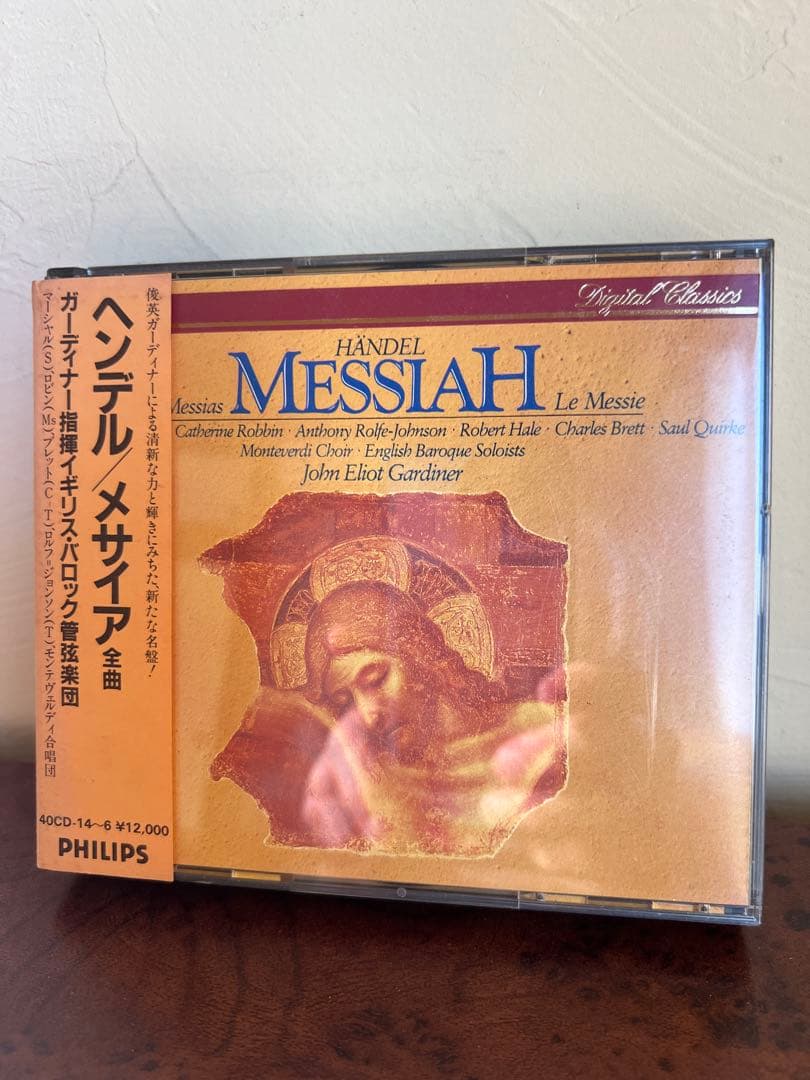 俊英ガーディナーによる清新な力と輝きにみちた、新たな名盤!
ヘンデル/メサイア 全曲
ガーディナー指揮イギリス・バロック管弦楽団
マーシャル(S)、ロビン(Ms)、ブレット(C=T)、ロルフ=ジョンソン(T)、モンテヴェルディ合唱団
40CD-14〜6 ¥12,000
PHILIPS
Digital Classics
HÄNDEL
Messias MESSIAH Le Messie
Catherine Robbin · Anthony Rolfe-Johnson · Robert Hale · Charles Brett · Saul Quirke
Monteverdi Choir · English Baroque Soloists
John Eliot Gardiner